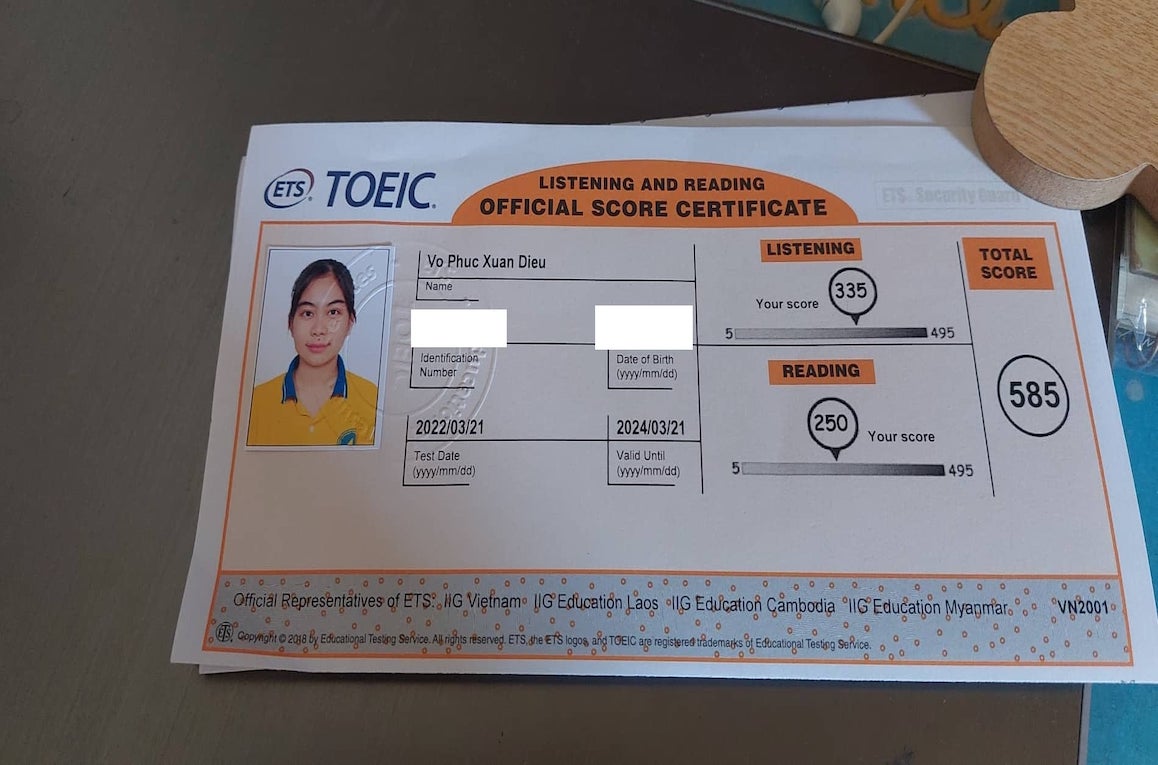 ETS® TOEIC®
LISTENING AND READING
OFFICIAL SCORE CERTIFICATE
ETS Security Guard
Vo Phuc Xuan Dieu
Name
Identification
Number
Date of Birth
(yyyy/mm/dd)
2022/03/21
Test Date
(yyyy/mm/dd)
2024/03/21
Valid Until
(yyyy/mm/dd)
LISTENING
Your score
335
5
495
READING
250
Your score
5
495
TOTAL
SCORE
585
Official Representatives of ETS: IIG Vietnam IIG Education Laos IIG Education Cambodia IIG Education Myanmar
VN2001
ETS Copyright © 2018 by Educational Testing Service. All rights reserved. ETS, the ETS logos, and TOEIC are registered trademarks of Educational Testing Service.